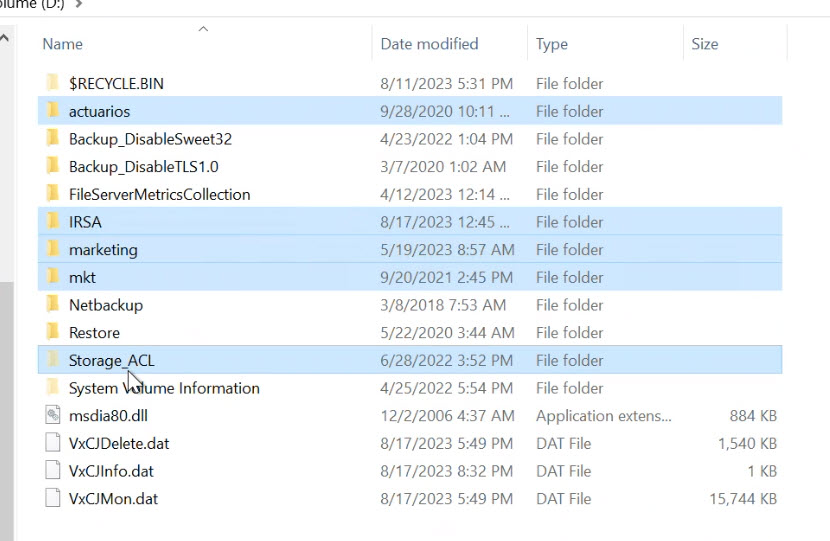 olume (D:) >
Name Date modified Type Size
$RECYCLE.BIN 8/11/2023 5:31 PM File folder
actuarios 9/28/2020 10:11 ... File folder
Backup_DisableSweet32 4/23/2022 1:04 PM File folder
Backup_DisableTLS1.0 3/7/2020 1:02 AM File folder
FileServerMetricsCollection 4/12/2023 12:14 ... File folder
IRSA 8/17/2023 12:45 ... File folder
marketing 5/19/2023 8:57 AM File folder
mkt 9/20/2021 2:45 PM File folder
Netbackup 3/8/2018 7:53 AM File folder
Restore 5/22/2020 3:44 AM File folder
Storage_ACL 6/28/2022 3:52 PM File folder
System Volume Information 4/25/2022 5:54 PM File folder
msdia80.dll 12/2/2006 4:37 AM Application extens... 884 KB
VxCJDelete.dat 8/17/2023 5:49 PM DAT File 1,540 KB
VxCJInfo.dat 8/17/2023 8:32 PM DAT File 1 KB
VxCJMon.dat 8/17/2023 5:49 PM DAT File 15,744 KB